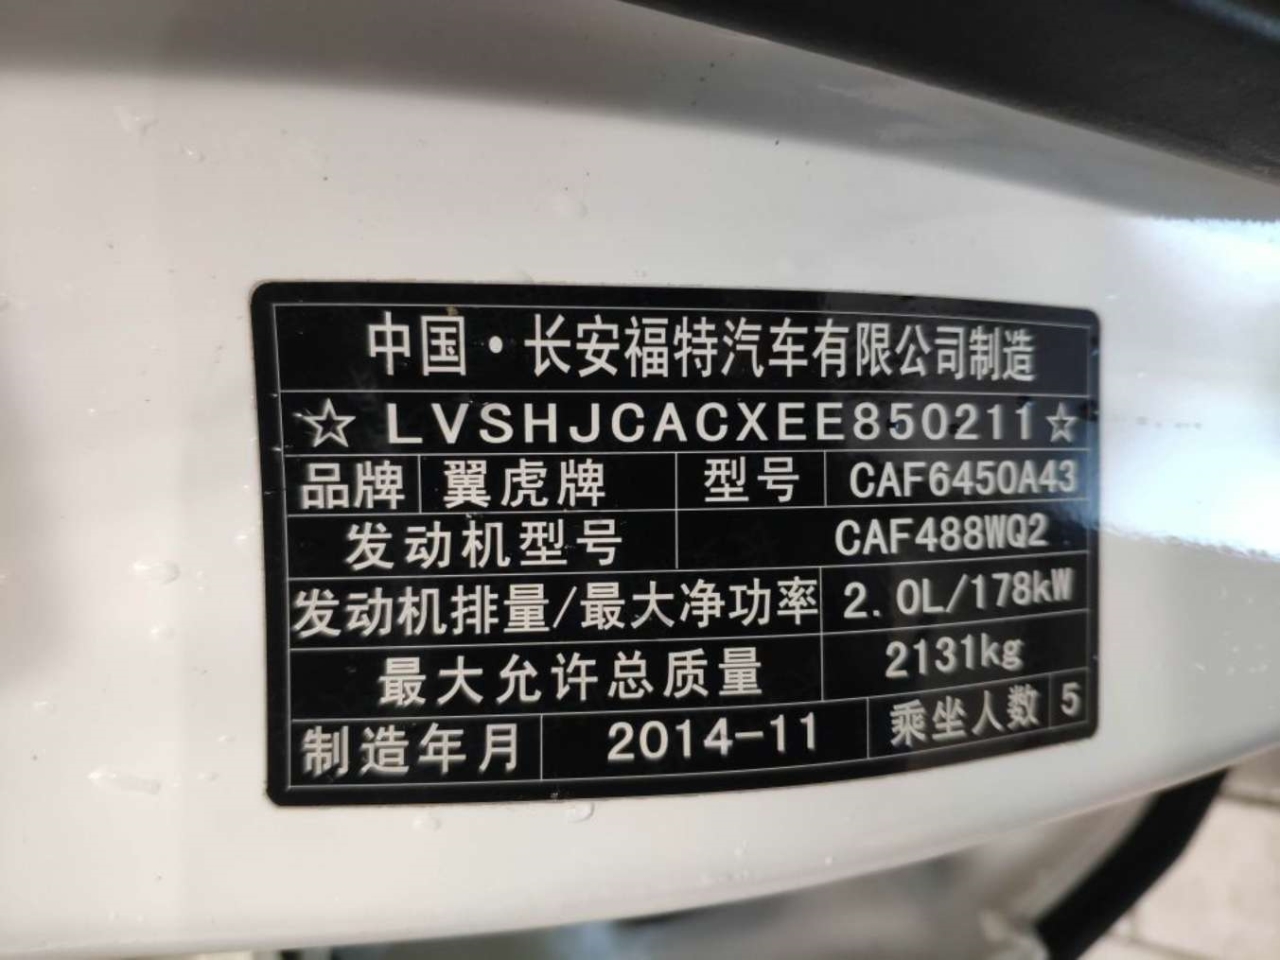 中国·长安福特汽车有限公司制造
☆LVSHJCACXEE850211☆
品牌 翼虎牌 型号 CAF6450A43
发动机型号 CAF488WQ2
发动机排量/最大净功率 2.0L/178kW
最大允许总质量 2131kg
制造年月 2014-11 乘坐人数 5